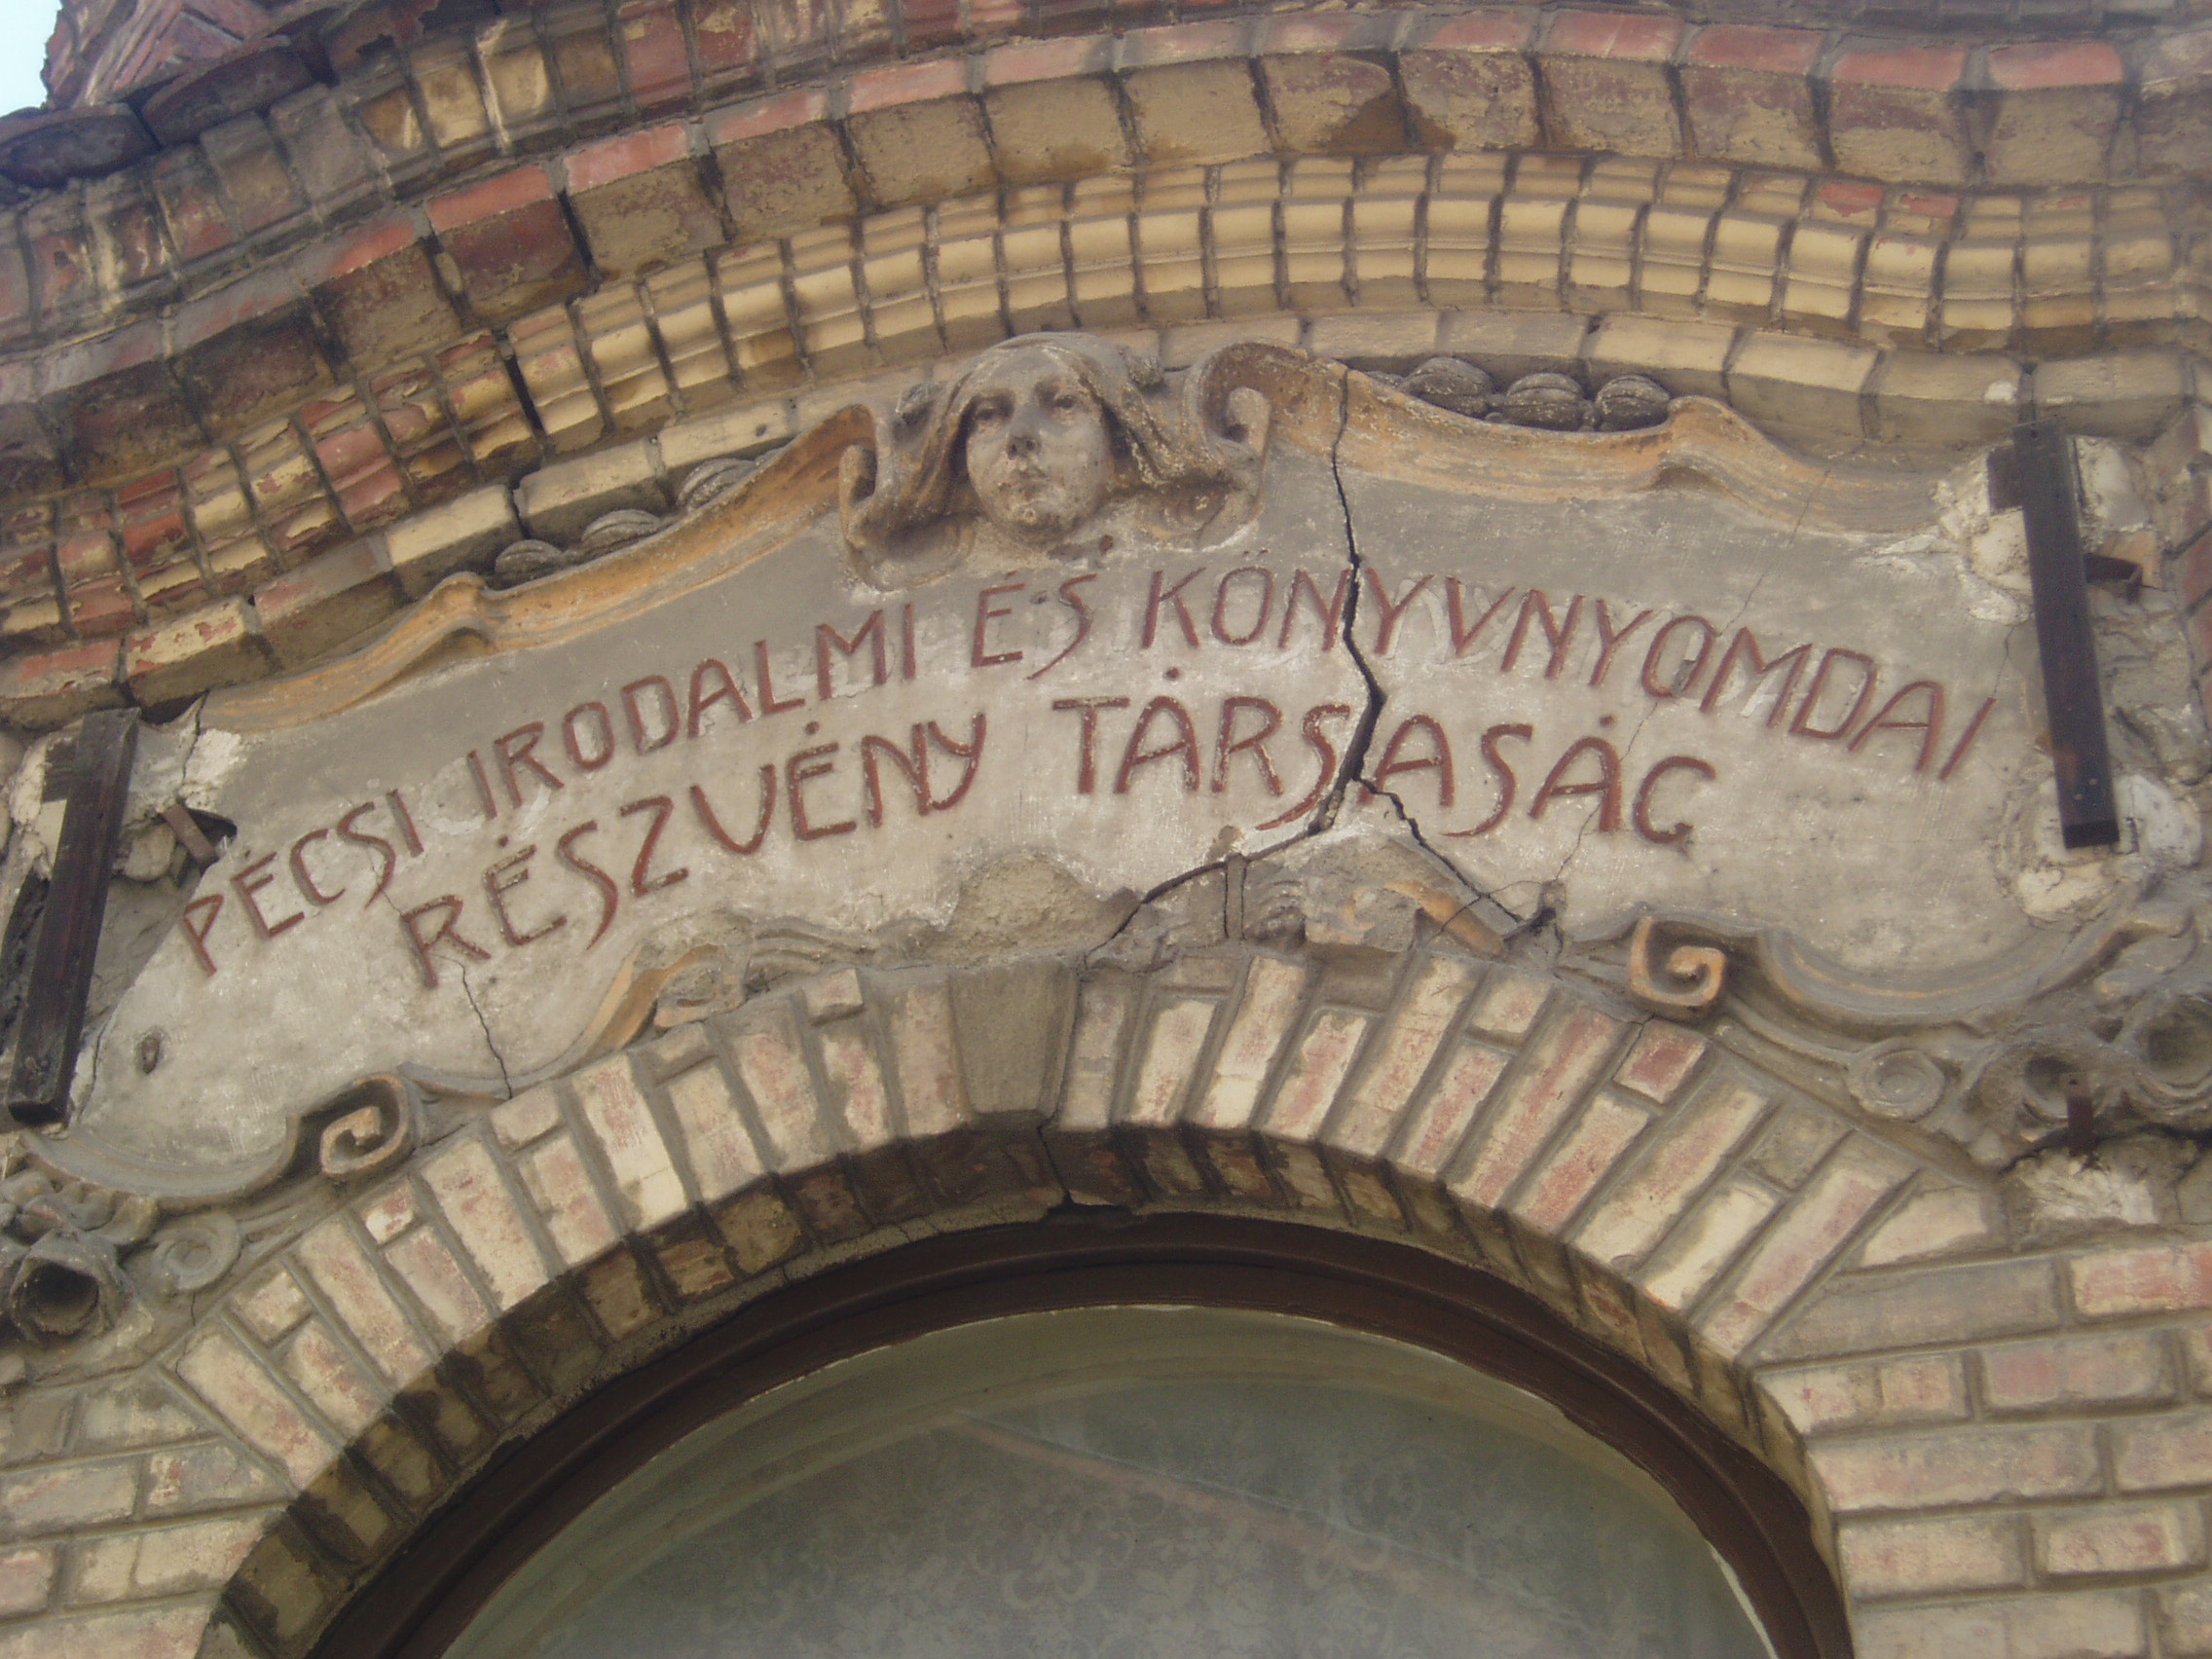 PÉCSI IRODALMI ÉS KÖNYVNYOMDAI
RÉSZVÉNY TÁRSASÁG